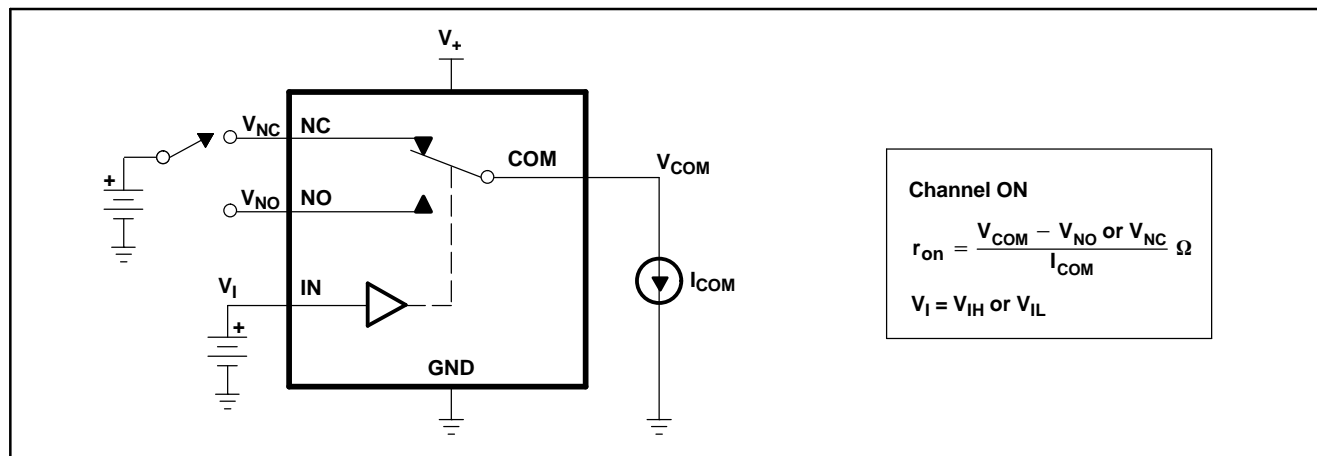 V+
VNC NC
COM VCOM
VNO NO
+
VI IN
+
ICOM
GND
Channel ON
ron = VCOM − VNO or VNC
ICOM Ω
VI = VIH or VIL